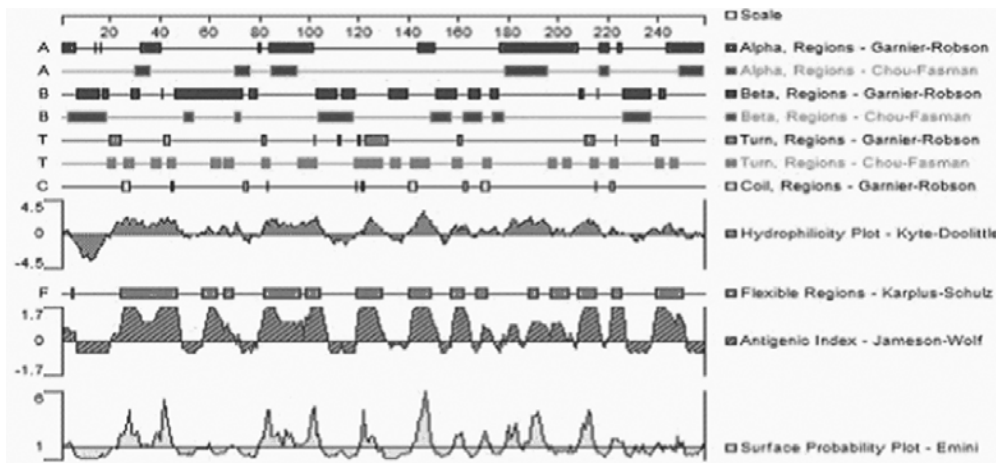 Scale
20 40 60 80 100 120 140 160 180 200 220 240
A Alpha, Regions - Garnier-Robson
A Alpha, Regions - Chou-Fasman
B Beta, Regions - Garnier-Robson
B Beta, Regions - Chou-Fasman
T Turn, Regions - Garnier-Robson
T Turn, Regions - Chou-Fasman
C Coil, Regions - Garnier-Robson
4.5
0 Hydrophilicity Plot - Kyte-Doolittle
-4.5
F Flexible Regions - Karplus-Schulz
1.7
0 Antigenic Index - Jameson-Wolf
-1.7
6
1 Surface Probability Plot - Emini